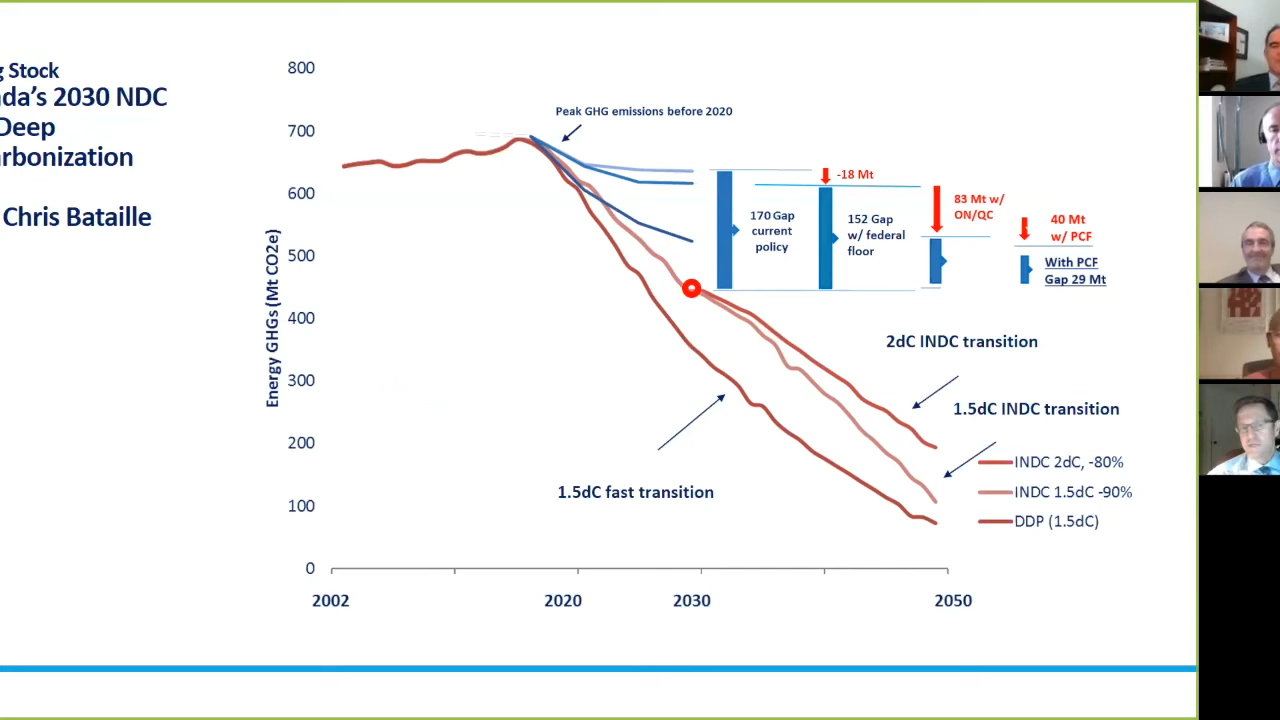 g Stock
da's 2030 NDC
Deep
rbonization
Chris Bataille
800
700
600
500
400
300
200
100
0
Energy GHGs (Mt CO2e)
2002
2020
2030
2050
Peak GHG emissions before 2020
170 Gap
current
policy
-18 Mt
152 Gap
w/ federal
floor
83 Mt w/
ON/QC
40 Mt
w/ PCF
With PCF
Gap 29 Mt
2dC INDC transition
1.5dC INDC transition
1.5dC fast transition
INDC 2dC, -80%
INDC 1.5dC -90%
DDP (1.5dC)